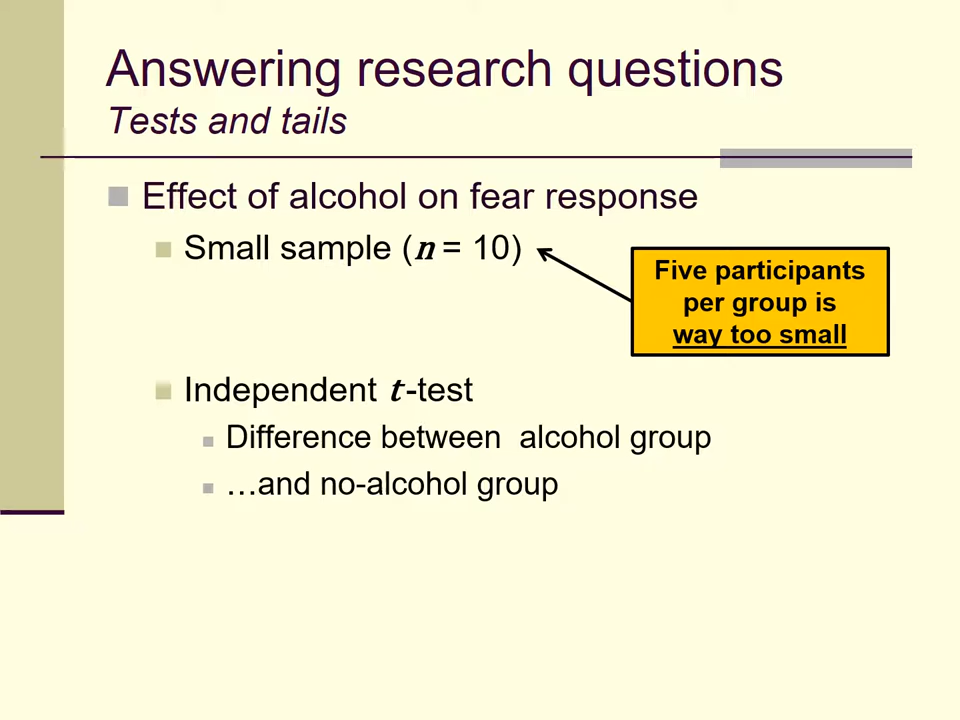 Answering research questions
Tests and tails
Effect of alcohol on fear response
Small sample (n = 10)
Five participants
per group is
way too small
Independent t-test
Difference between alcohol group
…and no-alcohol group